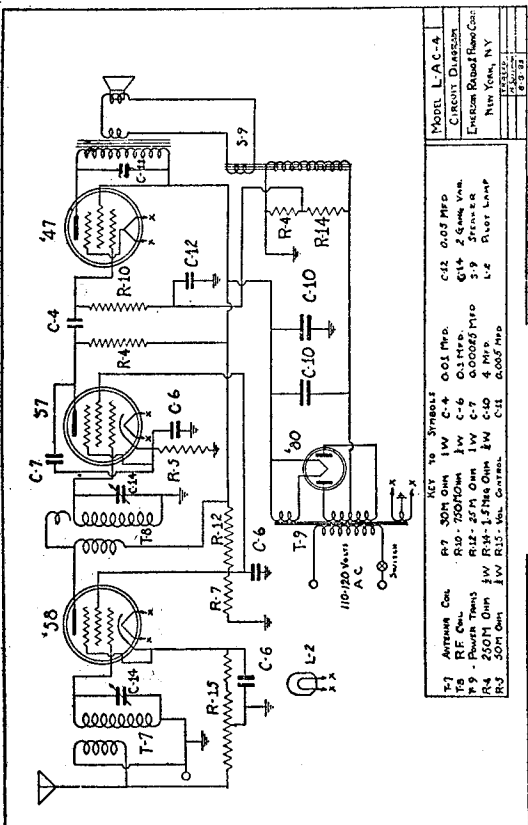 '58
'57
'47
C-7
C-4
T-8
C-14
C-14
T-7
R-15
C-6
R-7
R-12
C-6
R-5
C-6
R-4
R-10
C-12
C-11
S-9
L-2
T-9
110-120 VOLTS
A C
SWITCH
'80
C-10
C-10
R-4
R-14
X X
X X
X X
X
X
X X
KEY TO SYMBOLS
T-7 ANTENNA COIL R-7 30M OHM 1W C-4 0.01 MFD. C-12 0.05 MFD
T-8 RF COIL R-10 - 750M OHM ½W C-6 0.1 MFD. C-14 2 GANG VAR.
T-9 - POWER TRANS R-12 - 25 M OHM 1W C-7 0.00025 MFD S-9 SPEAKER
R-4 250M OHM ½W R-14 - 1.5 MEG OHM ½W C-10 4 MFD. L-2 PILOT LAMP
R-5 50M OHM ½W R15 - VOL CONTROL C-11 0.005 MFD
MODEL L-AC-4
CIRCUIT DIAGRAM
EMERSON RADIO & PHONO CORP.
NEW YORK, NY